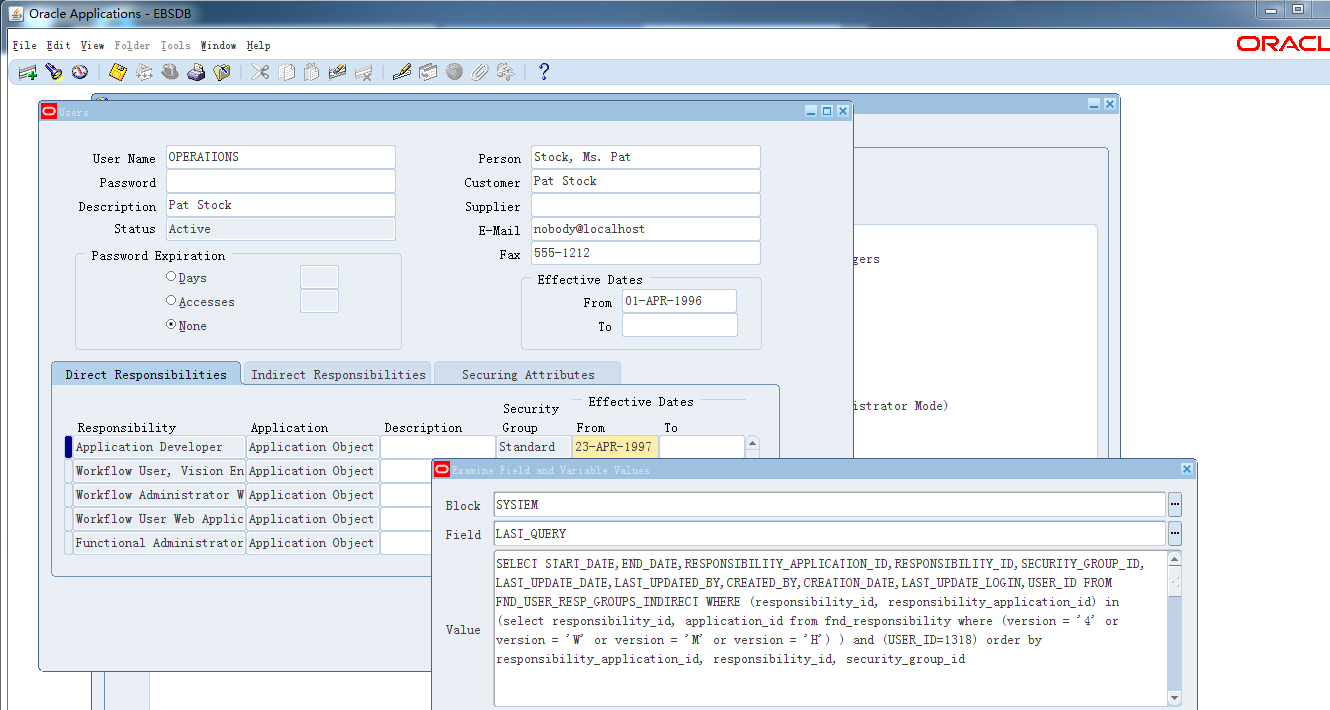 Oracle Applications - EBSDB
File Edit View Folder Tools Window Help
ORACL
Users
User Name OPERATIONS
Password
Description Pat Stock
Status Active
Person Stock, Ms. Pat
Customer Pat Stock
Supplier
E-Mail nobody@localhost
Fax 555-1212
Password Expiration
Days
Accesses
None
Effective Dates
From 01-APR-1996
To
gers
istrator Mode)
Direct Responsibilities Indirect Responsibilities Securing Attributes
Security Effective Dates
Responsibility Application Description Group From To
Application Developer Application Object Standard 23-APR-1997
Workflow User, Vision En Application Object
Workflow Administrator W Application Object
Workflow User Web Applic Application Object
Functional Administrator Application Object
Examine Field and Variable Values
Block SYSTEM
Field LAST_QUERY
Value
SELECT START_DATE,END_DATE,RESPONSIBILITY_APPLICATION_ID,RESPONSIBILITY_ID,SECURITY_GROUP_ID,
LAST_UPDATE_DATE,LAST_UPDATED_BY,CREATED_BY,CREATION_DATE,LAST_UPDATE_LOGIN,USER_ID FROM
FND_USER_RESP_GROUPS_INDIRECT WHERE (responsibility_id, responsibility_application_id) in
(select responsibility_id, application_id from fnd_responsibility where (version = '4' or
version = 'W' or version = 'M' or version = 'H') ) and (USER_ID=1318) order by
responsibility_application_id, responsibility_id, security_group_id